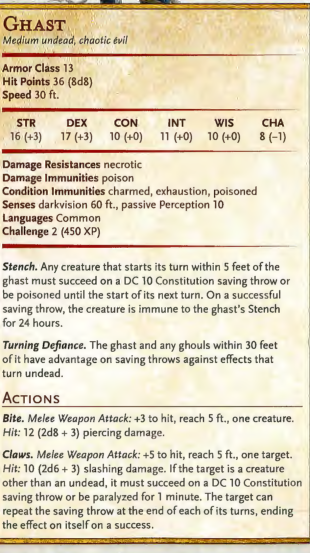 GHAST
Medium undead, chaotic evil
Armor Class 13
Hit Points 36 (8d8)
Speed 30 ft.
STR DEX CON INT WIS CHA
16 (+3) 17 (+3) 10 (+0) 11 (+0) 10 (+0) 8 (−1)
Damage Resistances necrotic
Damage Immunities poison
Condition Immunities charmed, exhaustion, poisoned
Senses darkvision 60 ft., passive Perception 10
Languages Common
Challenge 2 (450 XP)
Stench. Any creature that starts its turn within 5 feet of the
ghast must succeed on a DC 10 Constitution saving throw or
be poisoned until the start of its next turn. On a successful
saving throw, the creature is immune to the ghast's Stench
for 24 hours.
Turning Defiance. The ghast and any ghouls within 30 feet
of it have advantage on saving throws against effects that
turn undead.
ACTIONS
Bite. Melee Weapon Attack: +3 to hit, reach 5 ft., one creature.
Hit: 12 (2d8 + 3) piercing damage.
Claws. Melee Weapon Attack: +5 to hit, reach 5 ft., one target.
Hit: 10 (2d6 + 3) slashing damage. If the target is a creature
other than an undead, it must succeed on a DC 10 Constitution
saving throw or be paralyzed for 1 minute. The target can
repeat the saving throw at the end of each of its turns, ending
the effect on itself on a success.